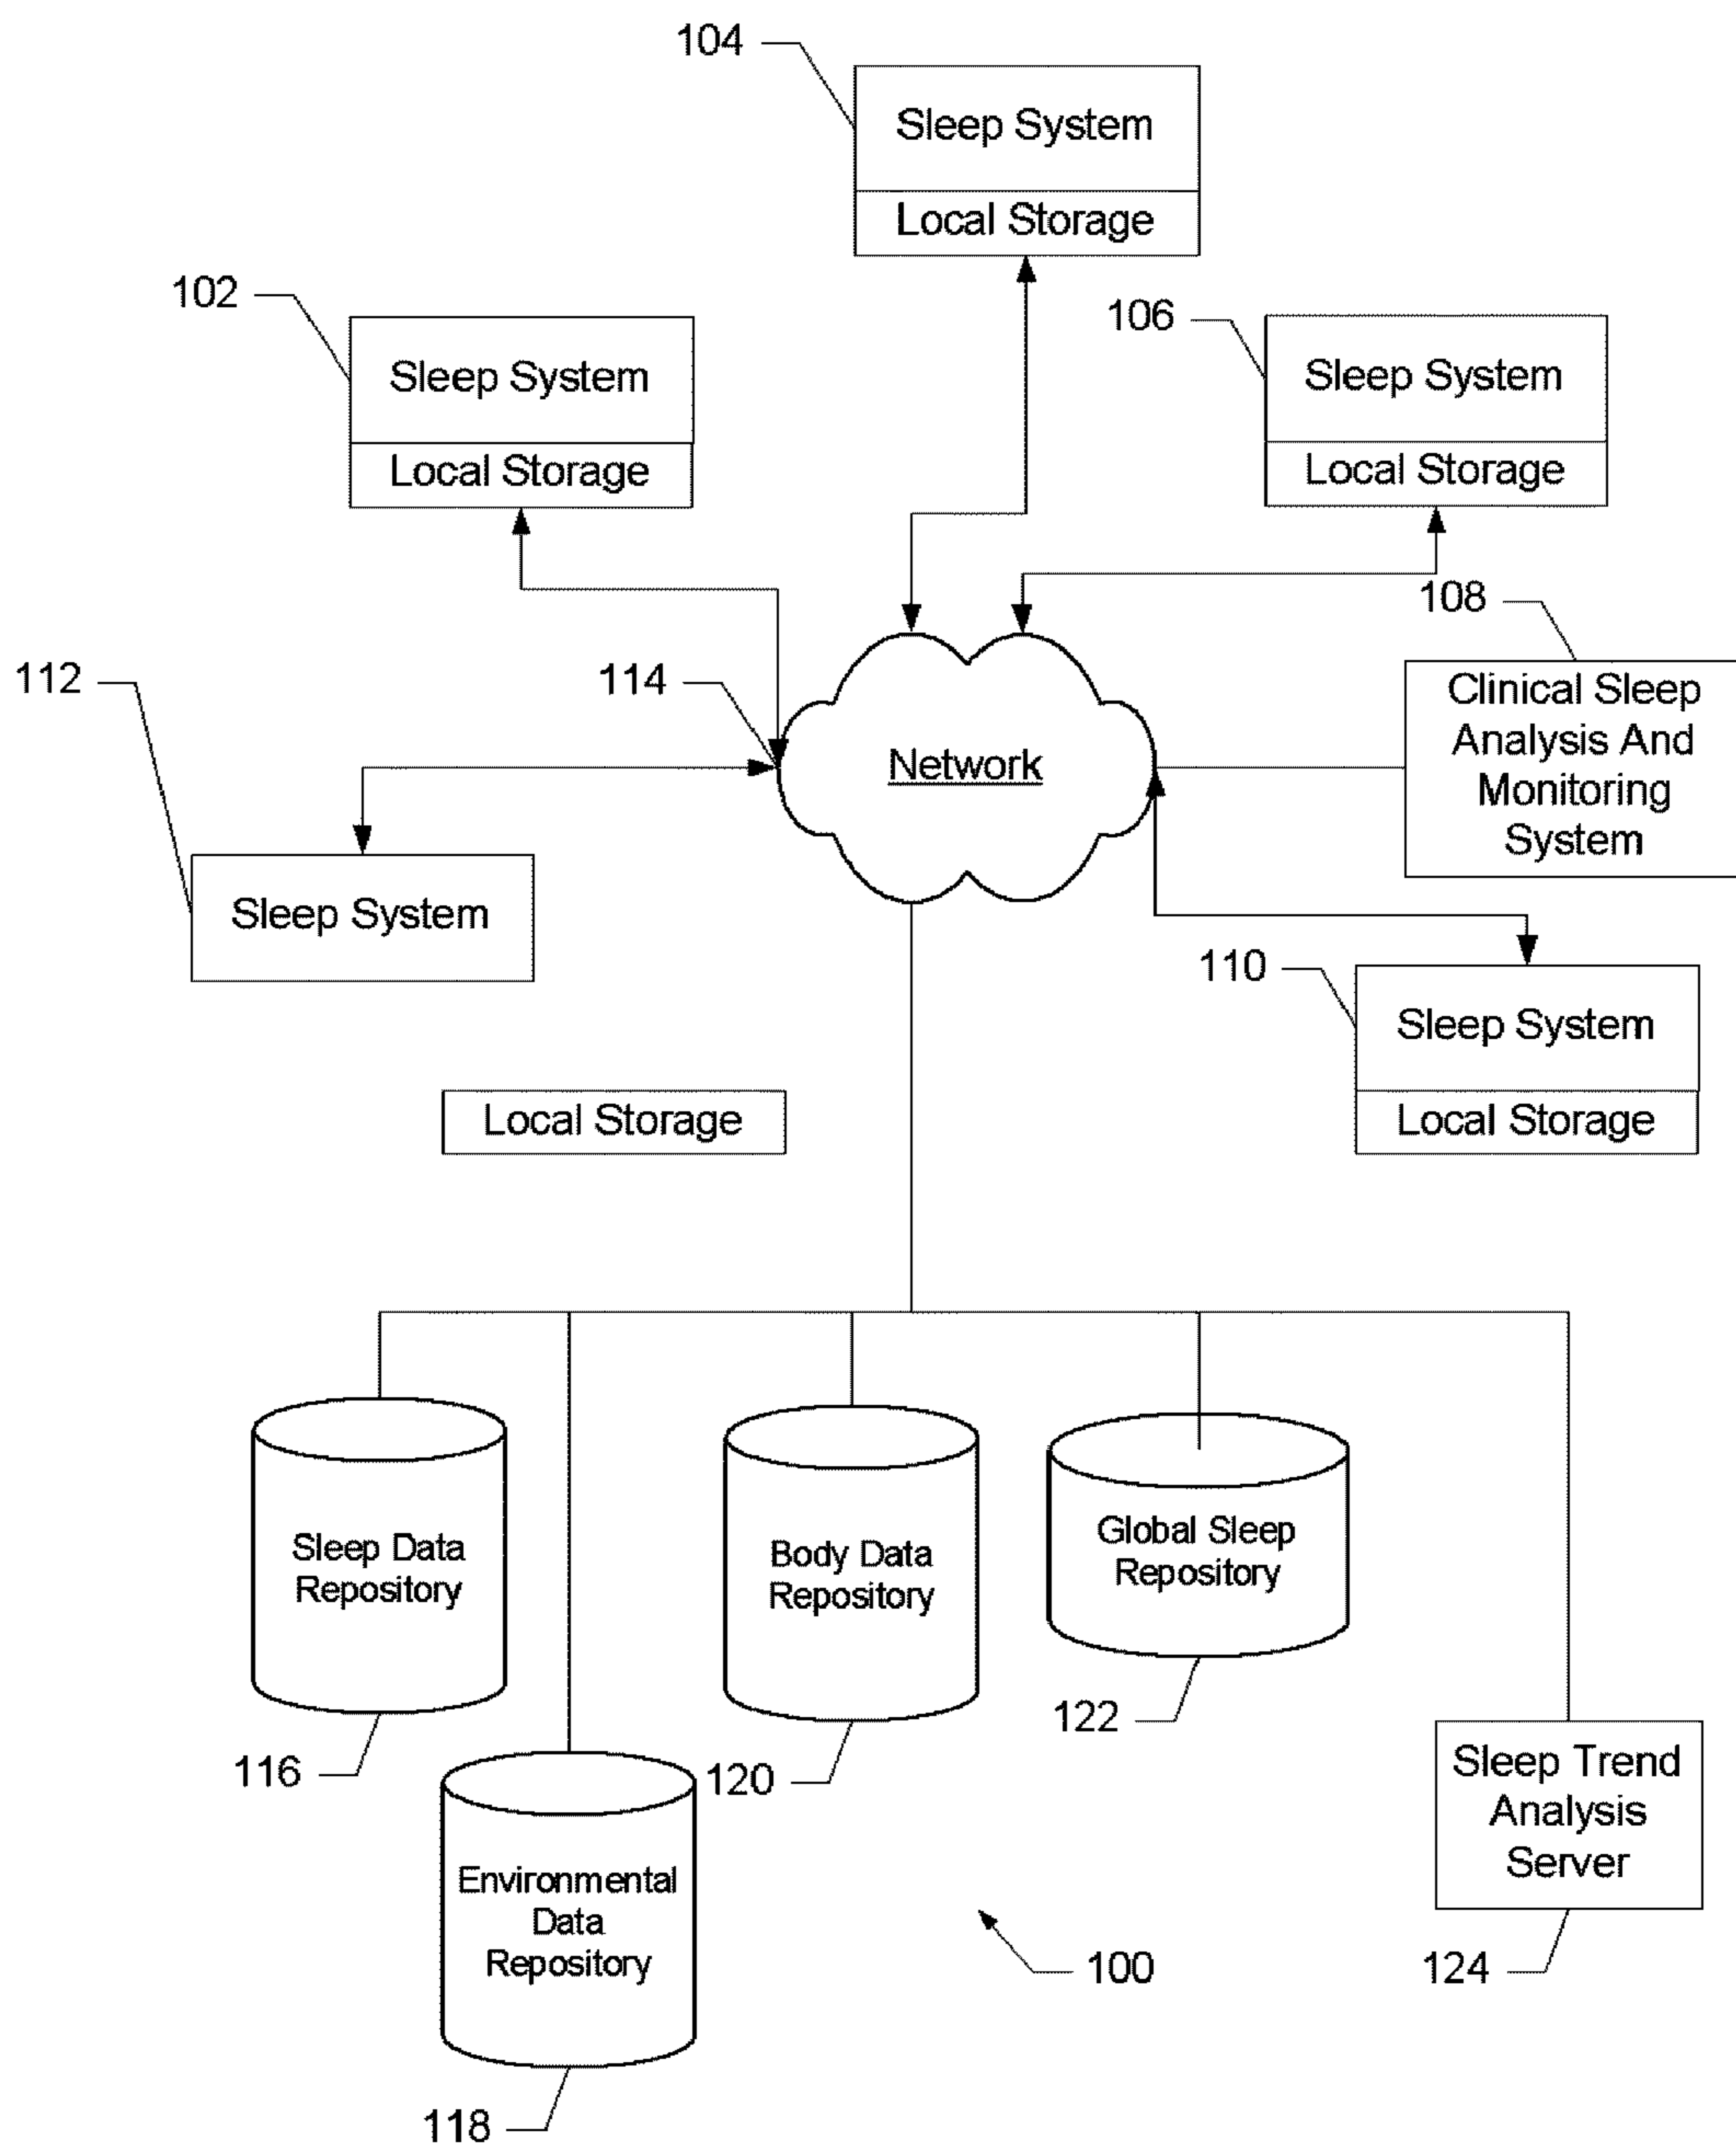 104
Sleep System
Local Storage
102
Sleep System
Local Storage
106
Sleep System
Local Storage
108
Clinical Sleep
Analysis And
Monitoring
System
112
114
Network
Sleep System
110
Sleep System
Local Storage
Local Storage
Sleep Data
Repository
116
Environmental
Data
Repository
118
Body Data
Repository
120
Global Sleep
Repository
122
Sleep Trend
Analysis
Server
124
100